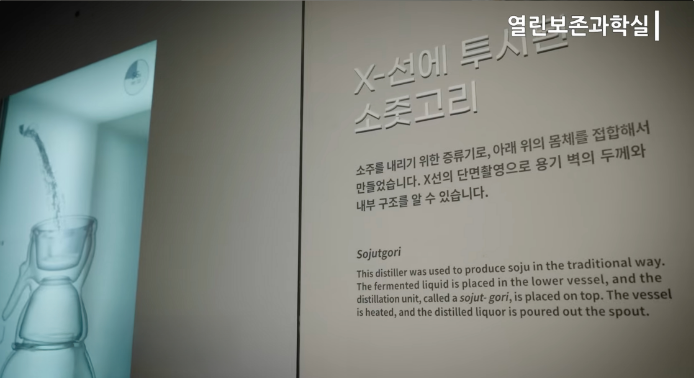 열린보존과학실
X-선에 투시된
소줏고리
소주를 내리기 위한 증류기로, 아래 위의 몸체를 접합해서
만들었습니다. X선의 단면촬영으로 용기 벽의 두께와
내부 구조를 알 수 있습니다.
Sojutgori
This distiller was used to produce soju in the traditional way.
The fermented liquid is placed in the lower vessel, and the
distillation unit, called a sojut- gori, is placed on top. The vessel
is heated, and the distilled liquor is poured out the spout.